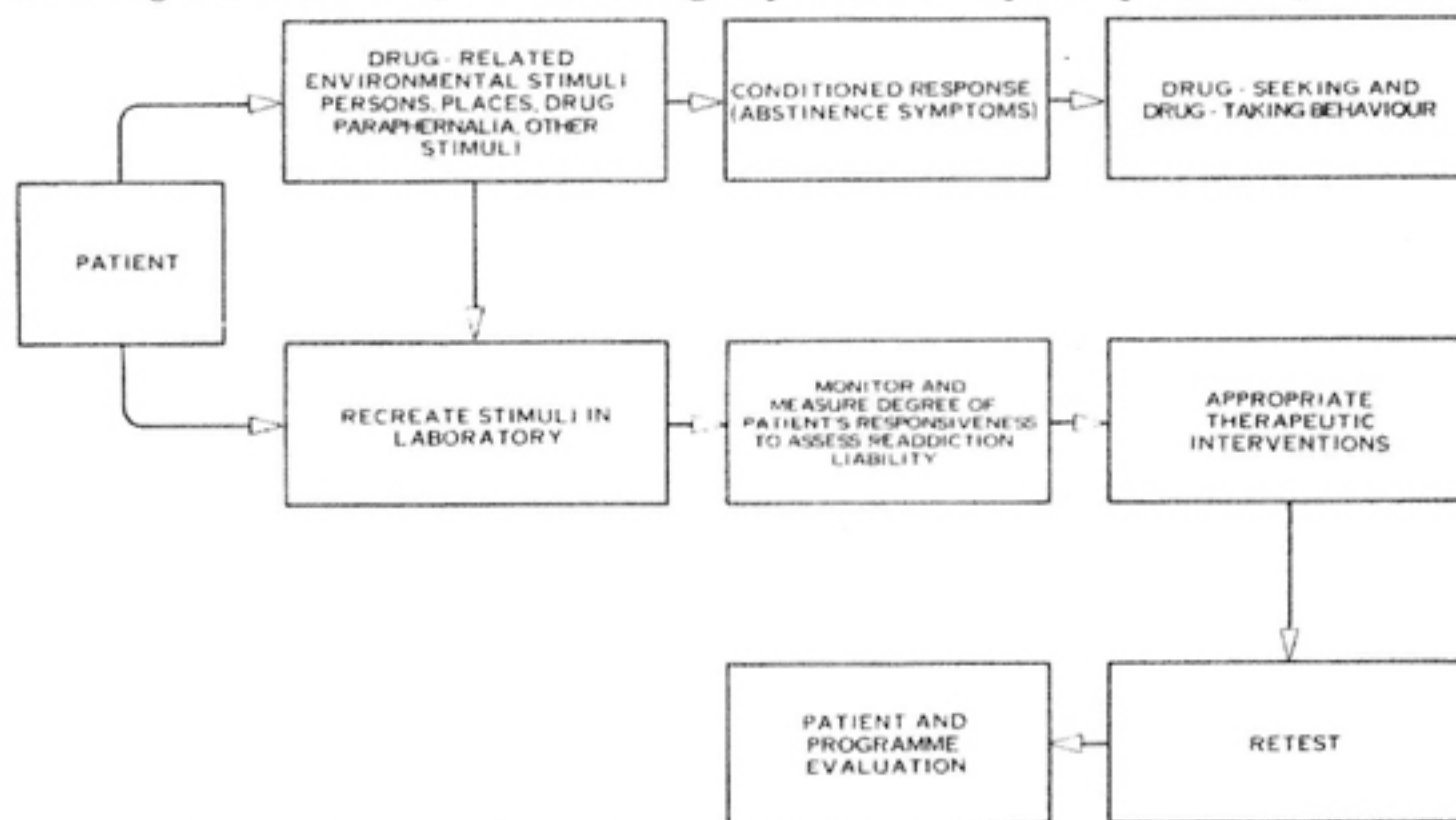 DRUG - RELATED
ENVIRONMENTAL STIMULI
PERSONS, PLACES, DRUG
PARAPHERNALIA, OTHER
STIMULI
CONDITIONED RESPONSE
(ABSTINENCE SYMPTOMS)
DRUG - SEEKING AND
DRUG - TAKING BEHAVIOUR
PATIENT
RECREATE STIMULI IN
LABORATORY
MONITOR AND
MEASURE DEGREE OF
PATIENT'S RESPONSIVENESS
TO ASSESS READDICTION
LIABILITY
APPROPRIATE
THERAPEUTIC
INTERVENTIONS
PATIENT AND
PROGRAMME
EVALUATION
RETEST